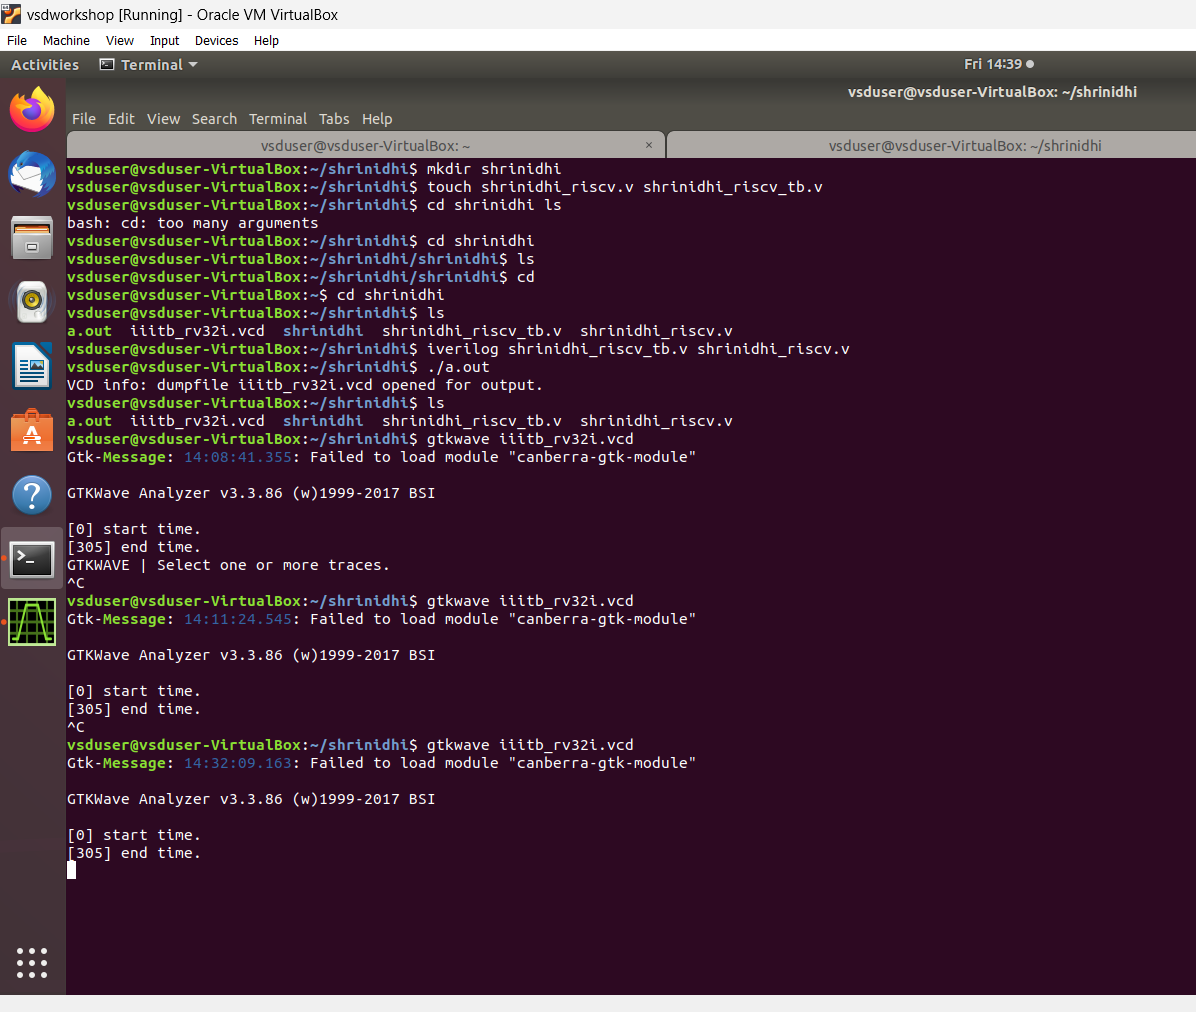 vsdworkshop [Running] - Oracle VM VirtualBox
File Machine View Input Devices Help
Activities Terminal Fri 14:39
vsduser@vsduser-VirtualBox: ~/shrinidhi
File Edit View Search Terminal Tabs Help
vsduser@vsduser-VirtualBox: ~ × vsduser@vsduser-VirtualBox: ~/shrinidhi
vsduser@vsduser-VirtualBox:~/shrinidhi$ mkdir shrinidhi
vsduser@vsduser-VirtualBox:~/shrinidhi$ touch shrinidhi_riscv.v shrinidhi_riscv_tb.v
vsduser@vsduser-VirtualBox:~/shrinidhi$ cd shrinidhi ls
bash: cd: too many arguments
vsduser@vsduser-VirtualBox:~/shrinidhi$ cd shrinidhi
vsduser@vsduser-VirtualBox:~/shrinidhi/shrinidhi$ ls
vsduser@vsduser-VirtualBox:~/shrinidhi/shrinidhi$ cd
vsduser@vsduser-VirtualBox:~$ cd shrinidhi
vsduser@vsduser-VirtualBox:~/shrinidhi$ ls
a.out iiitb_rv32i.vcd shrinidhi shrinidhi_riscv_tb.v shrinidhi_riscv.v
vsduser@vsduser-VirtualBox:~/shrinidhi$ iverilog shrinidhi_riscv_tb.v shrinidhi_riscv.v
vsduser@vsduser-VirtualBox:~/shrinidhi$ ./a.out
VCD info: dumpfile iiitb_rv32i.vcd opened for output.
vsduser@vsduser-VirtualBox:~/shrinidhi$ ls
a.out iiitb_rv32i.vcd shrinidhi shrinidhi_riscv_tb.v shrinidhi_riscv.v
vsduser@vsduser-VirtualBox:~/shrinidhi$ gtkwave iiitb_rv32i.vcd
Gtk-Message: 14:08:41.355: Failed to load module "canberra-gtk-module"
GTKWave Analyzer v3.3.86 (w)1999-2017 BSI
[0] start time.
[305] end time.
GTKWAVE | Select one or more traces.
^C
vsduser@vsduser-VirtualBox:~/shrinidhi$ gtkwave iiitb_rv32i.vcd
Gtk-Message: 14:11:24.545: Failed to load module "canberra-gtk-module"
GTKWave Analyzer v3.3.86 (w)1999-2017 BSI
[0] start time.
[305] end time.
^C
vsduser@vsduser-VirtualBox:~/shrinidhi$ gtkwave iiitb_rv32i.vcd
Gtk-Message: 14:32:09.163: Failed to load module "canberra-gtk-module"
GTKWave Analyzer v3.3.86 (w)1999-2017 BSI
[0] start time.
[305] end time.